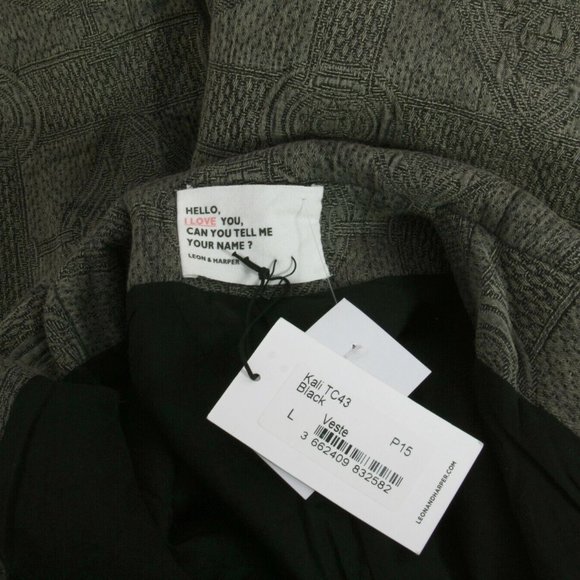 HELLO,
I LOVE YOU,
CAN YOU TELL ME
YOUR NAME ?
LEON & HARPER
Kali TC43
Black
L Veste P15
3 662409 832582
LEONANDHARPER.COM